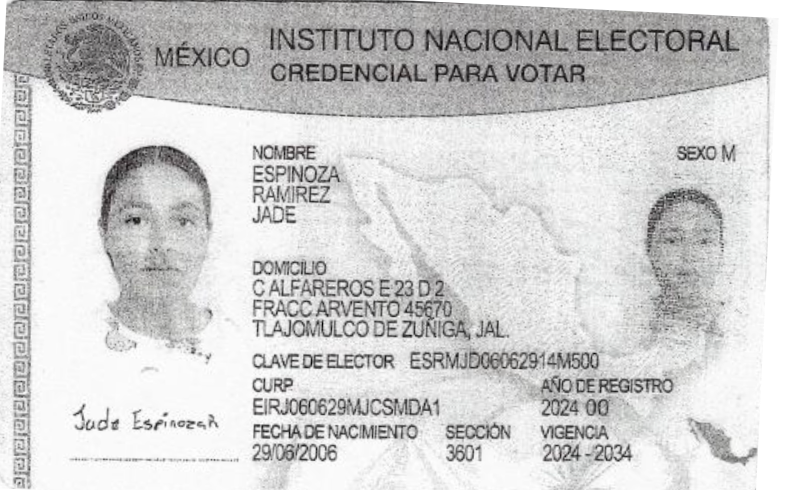 MÉXICO
INSTITUTO NACIONAL ELECTORAL
CREDENCIAL PARA VOTAR
NOMBRE
ESPINOZA
RAMIREZ
JADE
SEXO M
DOMICILIO
C ALFAREROS E 23 D 2
FRACC ARVENTO 45670
TLAJOMULCO DE ZUÑIGA, JAL.
CLAVE DE ELECTOR ESRMJD06062914M500
CURP
EIRJ060629MJCSMDA1
AÑO DE REGISTRO
2024 00
FECHA DE NACIMIENTO
29/06/2006
SECCIÓN
3601
VIGENCIA
2024 - 2034
Jade Espinoza R